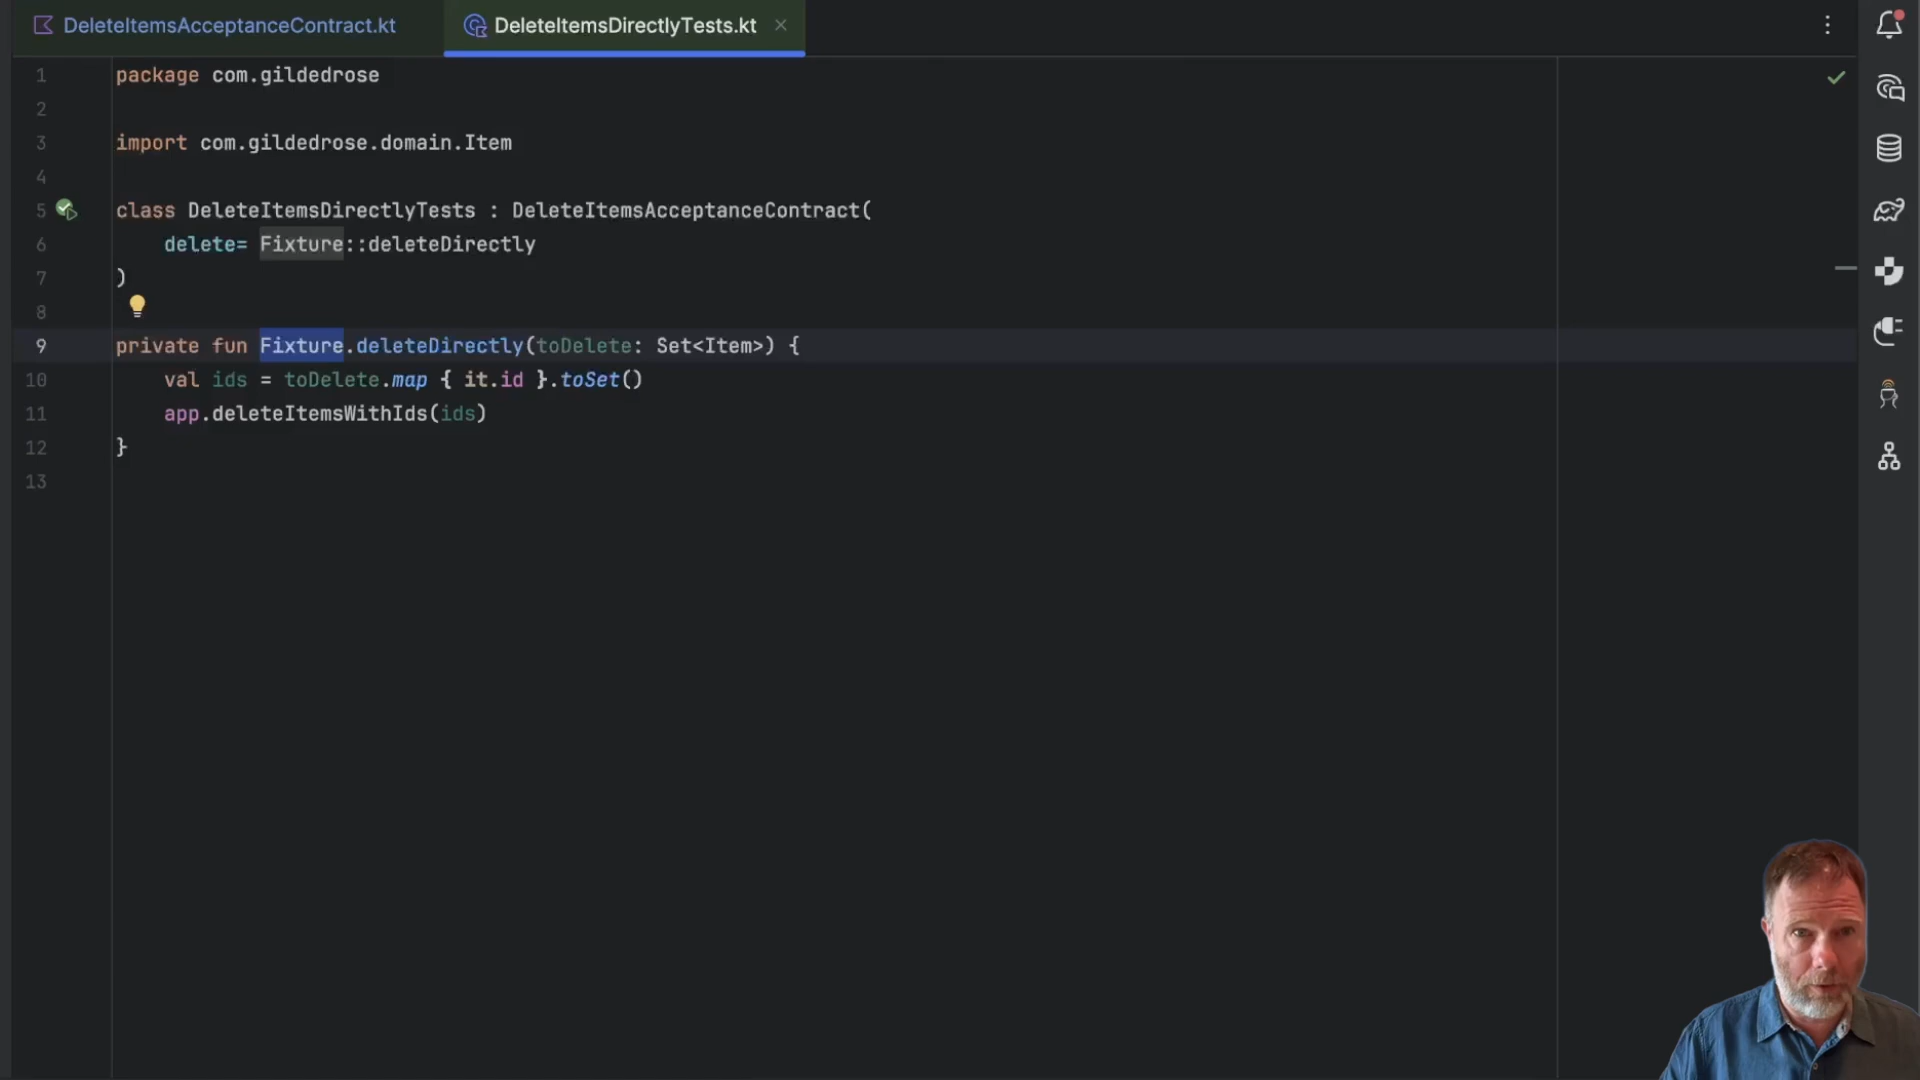 DeleteItemsAcceptanceContract.kt
DeleteItemsDirectlyTests.kt
1 package com.gildedrose
2
3 import com.gildedrose.domain.Item
4
5 class DeleteItemsDirectlyTests : DeleteItemsAcceptanceContract(
6 delete= Fixture::deleteDirectly
7 )
8
9 private fun Fixture.deleteDirectly(toDelete: Set<Item>) {
10 val ids = toDelete.map { it.id }.toSet()
11 app.deleteItemsWithIds(ids)
12 }
13